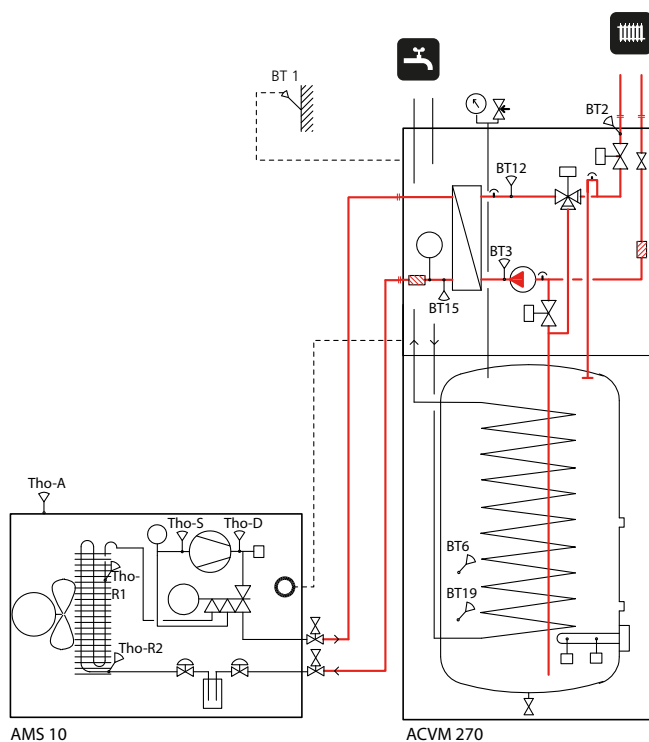 BT 1
BT2
BT12
BT3
BT15
Tho-A
Tho-S
Tho-D
Tho-
R1
BT6
BT19
Tho-R2
AMS 10
ACVM 270